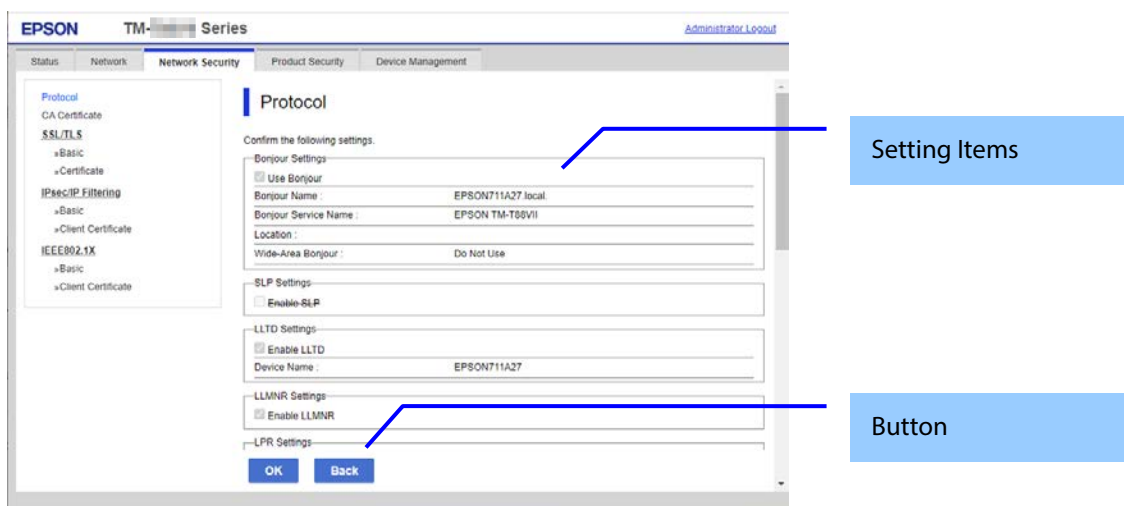 EPSON TM- Series Administrator Logout
Status Network Network Security Product Security Device Management
Protocol
CA Certificate
SSL/TLS
»Basic
»Certificate
IPsec/IP Filtering
»Basic
»Client Certificate
IEEE802.1X
»Basic
»Client Certificate
Protocol
Confirm the following settings.
Bonjour Settings
Use Bonjour
Bonjour Name : EPSON711A27.local.
Bonjour Service Name : EPSON TM-T88VII
Location :
Wide-Area Bonjour : Do Not Use
SLP Settings
Enable SLP
LLTD Settings
Enable LLTD
Device Name : EPSON711A27
LLMNR Settings
Enable LLMNR
LPR Settings
OK Back
Setting Items
Button